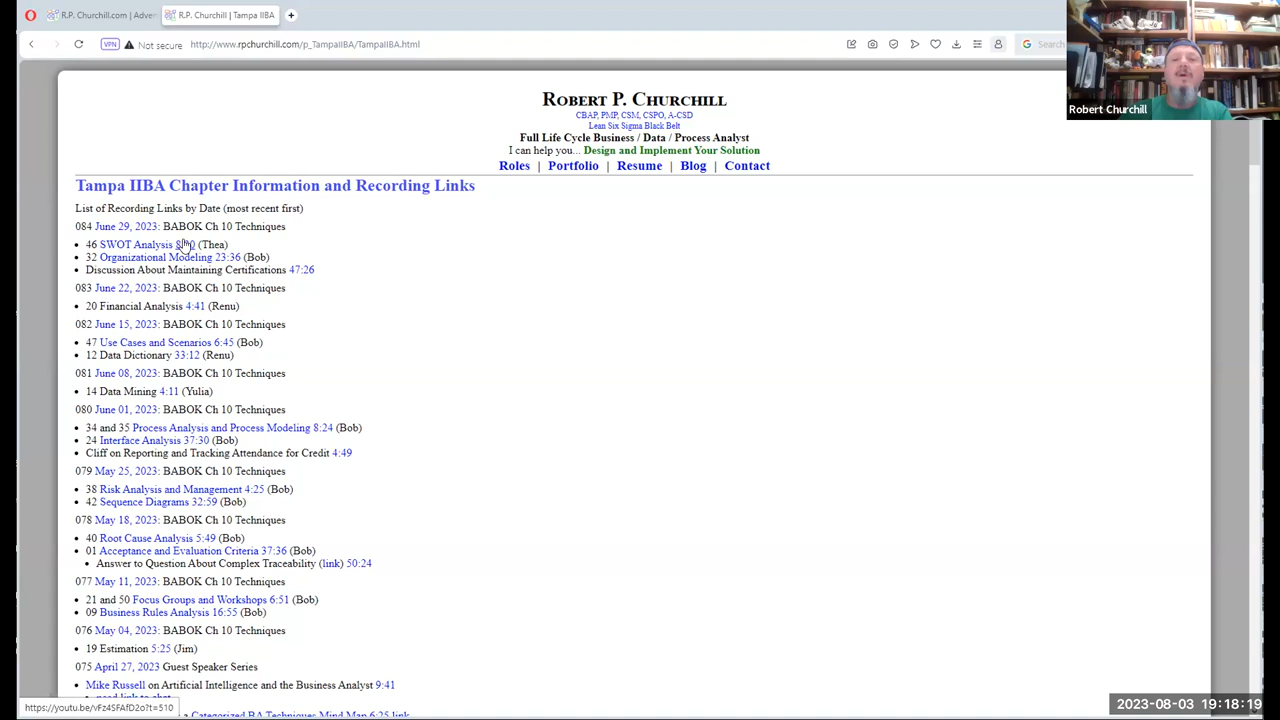 R.P. Churchill.com | Adve
R.P. Churchill | Tampa IIBA
VPN
Not secure
http://www.rpchurchill.com/p_TampaIIBA/TampaIIBA.html
Search
Robert Churchill
ROBERT P. CHURCHILL
CBAP, PMP, CSM, CSPO, A-CSD
Lean Six Sigma Black Belt
Full Life Cycle Business / Data / Process Analyst
I can help you... Design and Implement Your Solution
Roles | Portfolio | Resume | Blog | Contact
Tampa IIBA Chapter Information and Recording Links
List of Recording Links by Date (most recent first)
084 June 29, 2023: BABOK Ch 10 Techniques
• 46 SWOT Analysis (Thea)
• 32 Organizational Modeling 23:36 (Bob)
• Discussion About Maintaining Certifications 47:26
083 June 22, 2023: BABOK Ch 10 Techniques
• 20 Financial Analysis 4:41 (Renu)
082 June 15, 2023: BABOK Ch 10 Techniques
• 47 Use Cases and Scenarios 6:45 (Bob)
• 12 Data Dictionary 33:12 (Renu)
081 June 08, 2023: BABOK Ch 10 Techniques
• 14 Data Mining 4:11 (Yulia)
080 June 01, 2023: BABOK Ch 10 Techniques
• 34 and 35 Process Analysis and Process Modeling 8:24 (Bob)
• 24 Interface Analysis 37:30 (Bob)
• Cliff on Reporting and Tracking Attendance for Credit 4:49
079 May 25, 2023: BABOK Ch 10 Techniques
• 38 Risk Analysis and Management 4:25 (Bob)
• 42 Sequence Diagrams 32:59 (Bob)
078 May 18, 2023: BABOK Ch 10 Techniques
• 40 Root Cause Analysis 5:49 (Bob)
• 01 Acceptance and Evaluation Criteria 37:36 (Bob)
• Answer to Question About Complex Traceability (link) 50:24
077 May 11, 2023: BABOK Ch 10 Techniques
• 21 and 50 Focus Groups and Workshops 6:51 (Bob)
• 09 Business Rules Analysis 16:55 (Bob)
076 May 04, 2023: BABOK Ch 10 Techniques
• 19 Estimation 5:25 (Jim)
075 April 27, 2023 Guest Speaker Series
Mike Russell on Artificial Intelligence and the Business Analyst 9:41
need link to chat
https://youtu.be/vFz4SFAfD2o?t=510
a Categorized BA Techniques Mind Map 6:25 link
2023-08-03 19:18:19